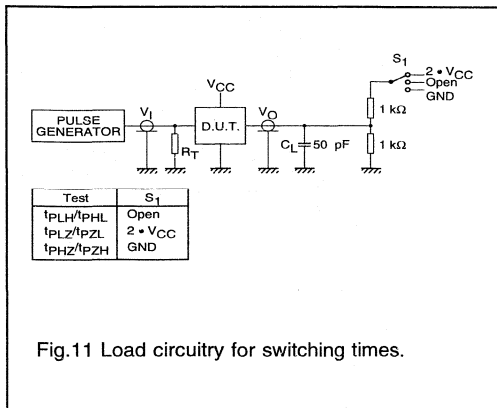 S1
2 • VCC
Open
GND
VCC
PULSE
GENERATOR
VI
D.U.T.
VO
RT
CL
50 pF
1 kΩ
1 kΩ
Test S1
tPLH/tPHL Open
tPLZ/tPZL 2 • VCC
tPHZ/tPZH GND
Fig.11 Load circuitry for switching times.